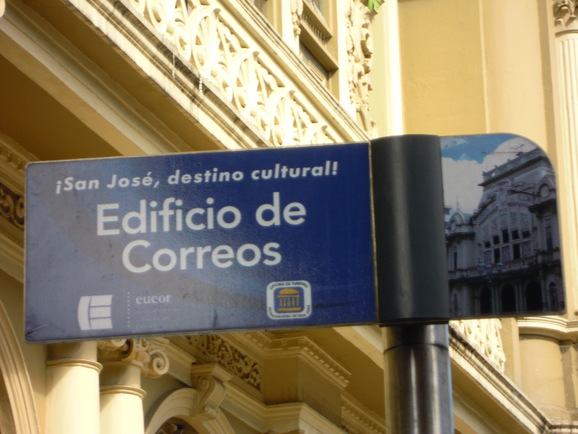 ¡San José, destino cultural!
Edificio de
Correos
eucor